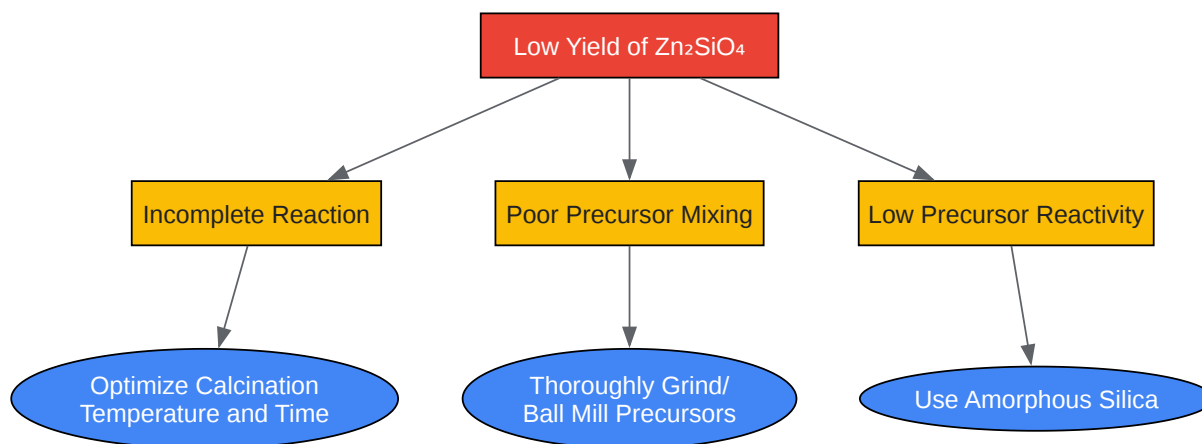 Low Yield of Zn₂SiO₄
Incomplete Reaction
Poor Precursor Mixing
Low Precursor Reactivity
Optimize Calcination
Temperature and Time
Thoroughly Grind/
Ball Mill Precursors
Use Amorphous Silica